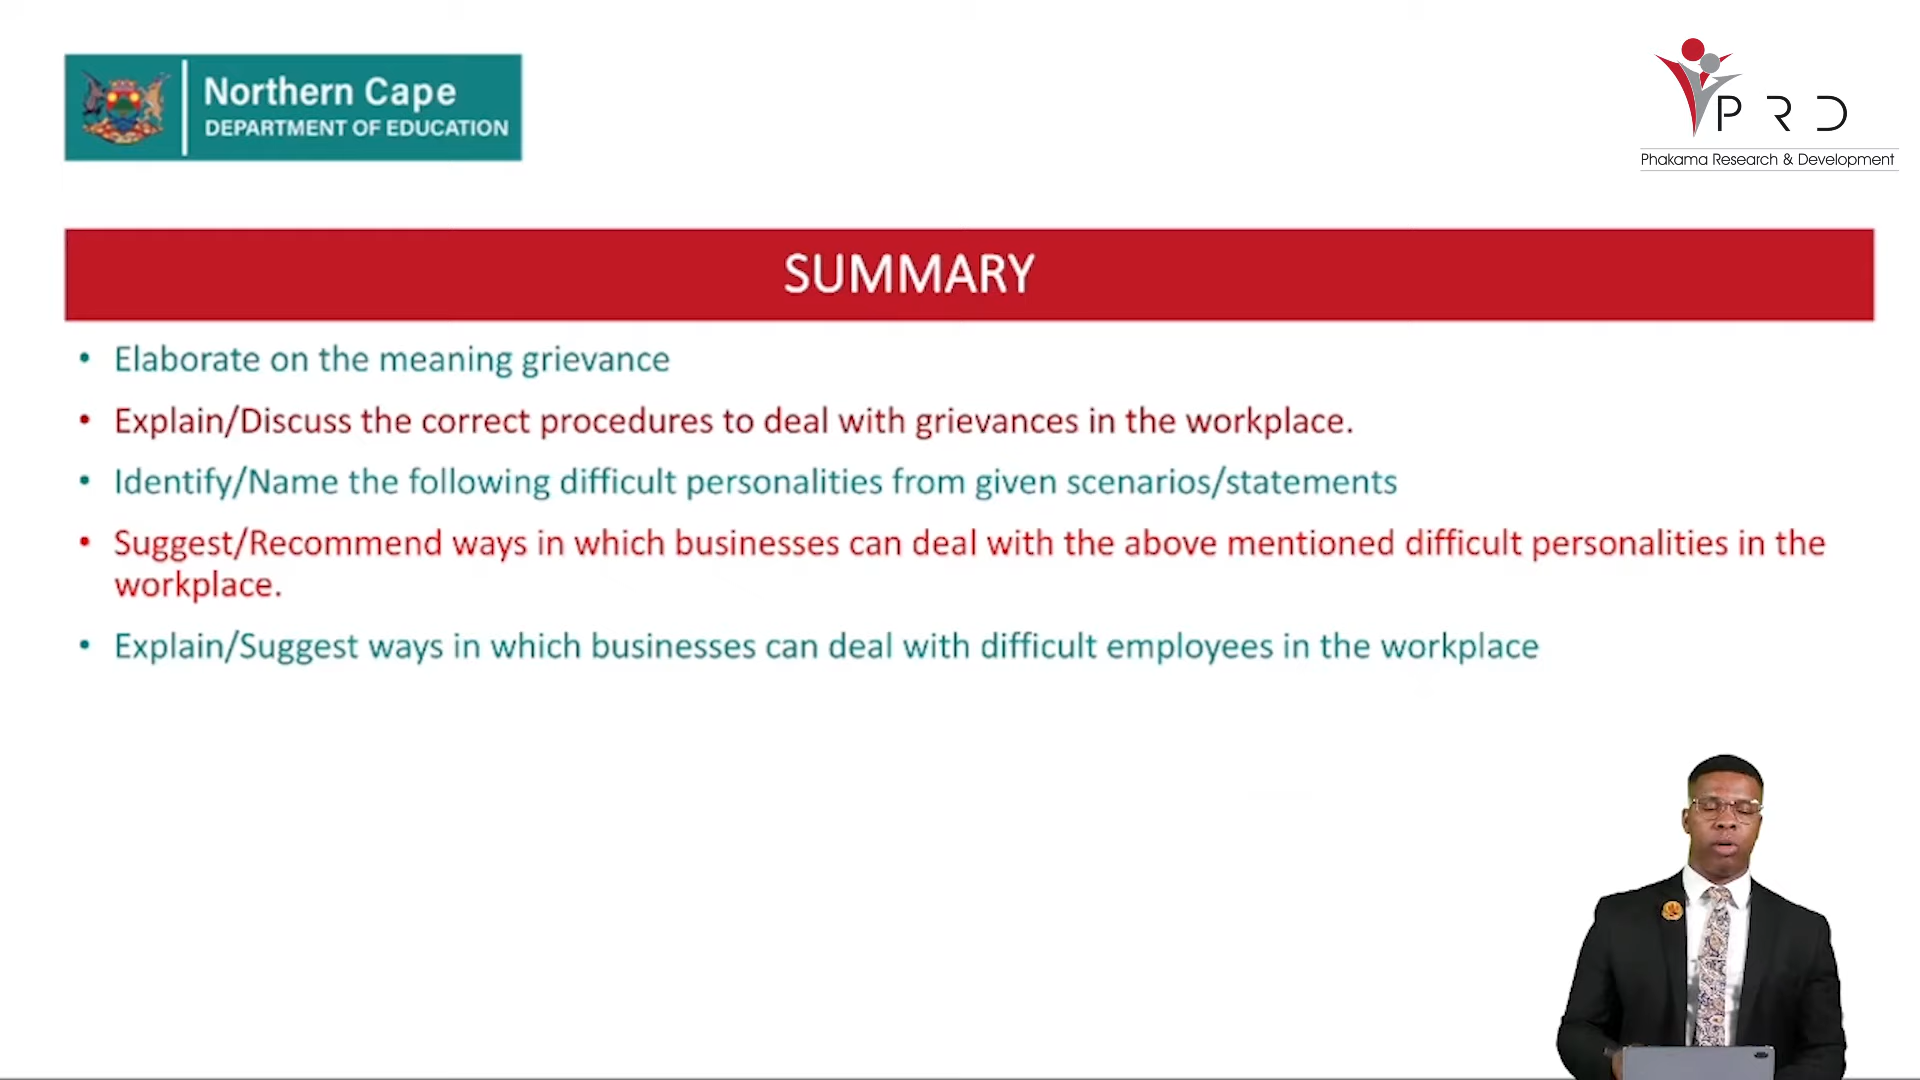 Northern Cape
DEPARTMENT OF EDUCATION
P R D
Phakama Research & Development
SUMMARY
• Elaborate on the meaning grievance
• Explain/Discuss the correct procedures to deal with grievances in the workplace.
• Identify/Name the following difficult personalities from given scenarios/statements
• Suggest/Recommend ways in which businesses can deal with the above mentioned difficult personalities in the
workplace.
• Explain/Suggest ways in which businesses can deal with difficult employees in the workplace